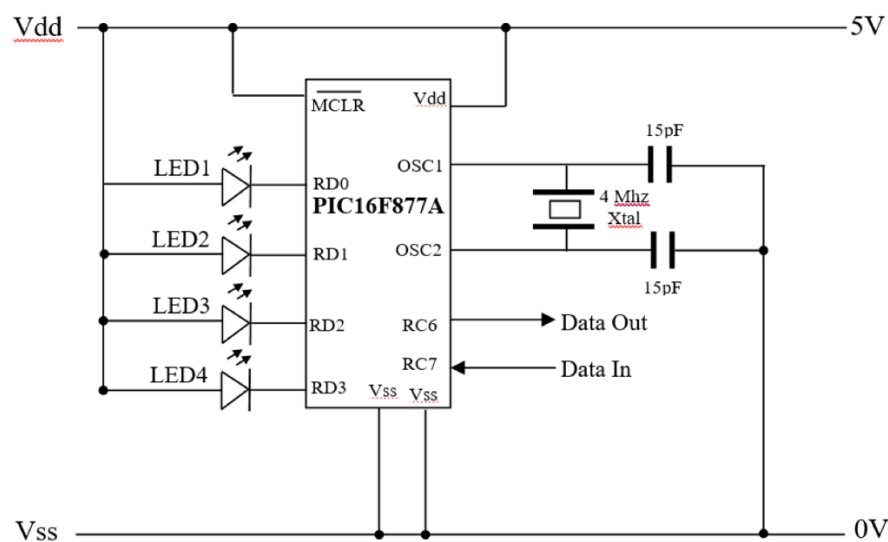 Vdd
5V
MCLR
Vdd
15pF
LED1
OSC1
RD0
PIC16F877A
4 Mhz
Xtal
LED2
RD1
OSC2
15pF
LED3
RD2
RC6
Data Out
RC7
Data In
LED4
RD3
Vss
Vss
Vss
0V